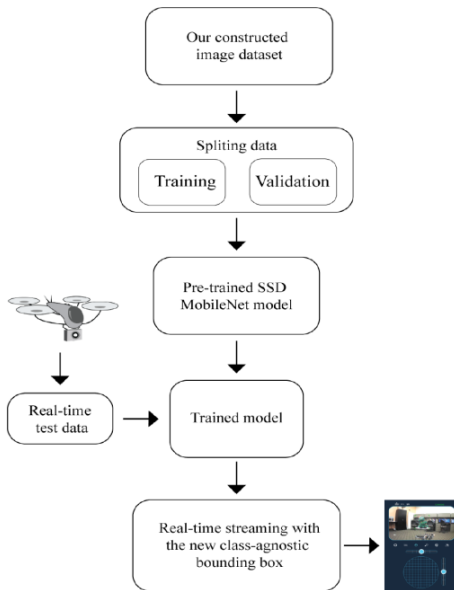 Our constructed
image dataset
Spliting data
Training
Validation
Pre-trained SSD
MobileNet model
Real-time
test data
Trained model
Real-time streaming with
the new class-agnostic
bounding box